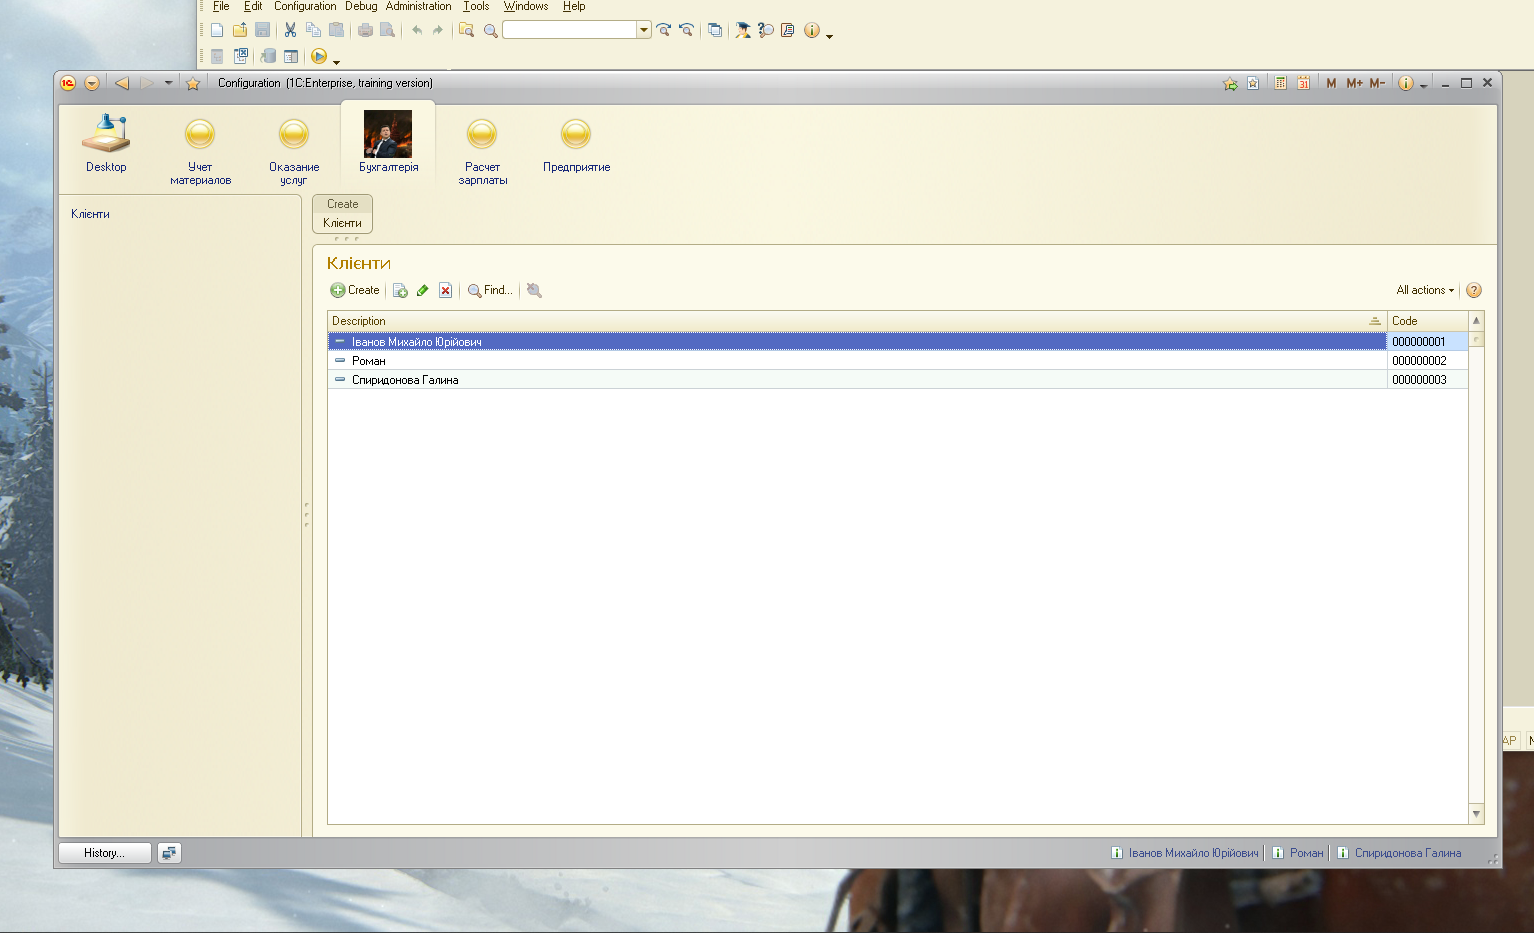 File Edit Configuration Debug Administration Tools Windows Help
Configuration (1C:Enterprise, training version)
M M+ M-
Desktop
Учет
материалов
Оказание
услуг
Бухгалтерія
Расчет
зарплаты
Предприятие
Клієнти
Create
Клієнти
Клієнти
Create Find... All actions
Description Code
Іванов Михайло Юрійович 000000001
Роман 000000002
Спиридонова Галина 000000003
History...
Іванов Михайло Юрійович Роман Спиридонова Галина